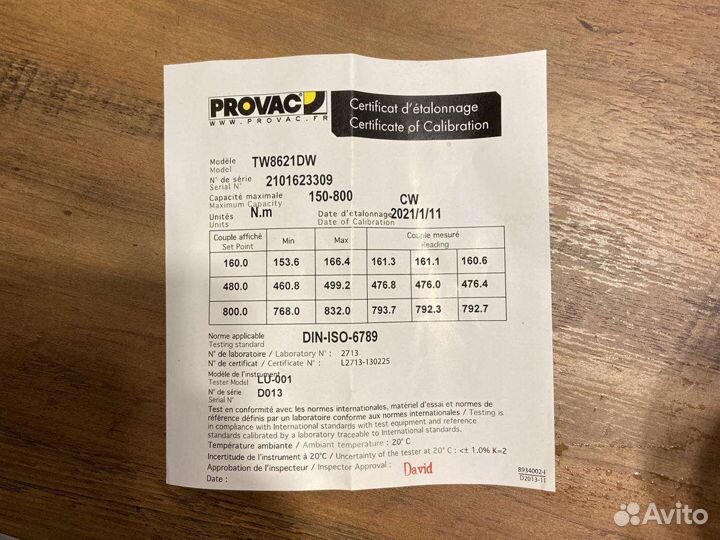 PROVAC
WWW.PROVAC.FR
Certificat d'étalonnage
Certificate of Calibration
Modèle TW8621DW
Model
N° de série 2101623309
Serial N°
Capacité maximale 150-800 CW
Maximum Capacity
Unités N.m Date d'étalonnage 2021/1/11
Units Date of Calibration
Couple affiché Min Max Couple mesuré
Set Point Reading
160.0 153.6 166.4 161.3 161.1 160.6
480.0 460.8 499.2 476.8 476.0 476.4
800.0 768.0 832.0 793.7 792.3 792.7
Norme applicable DIN-ISO-6789
Testing standard
N° de laboratoire / Laboratory N° : 2713
N° de certificat / Certificate N° : L2713-130225
Modèle de l'instrument LU-001
Tester Model
N° de série D013
Serial N°
Test en conformité avec les normes internationales, matériel d'essai et normes de
référence définis par un laboratoire conforme aux normes internationales / Testing is
in compliance with International standards with test equipment and reference
standards calibrated by a laboratory traceable to International standards.
Température ambiante / Ambiant temperature : 20° C
Incertitude de l'instrument à 20°C / Uncertainty of the tester at 20°C : <± 1.0% K=2
Approbation de l'inspecteur / Inspector Approval : David
Date :
8934002-I
D2013-11
Avito